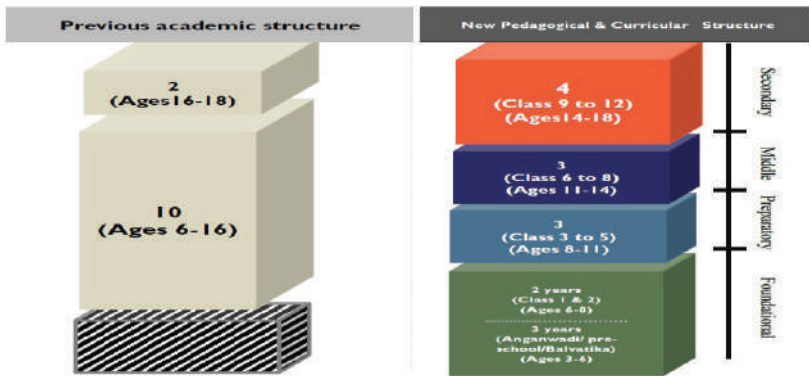 Previous academic structure
2
(Ages16-18)
10
(Ages 6-16)
New Pedagogical & Curricular Structure
4
(Class 9 to 12)
(Ages14-18)
3
(Class 6 to 8)
(Ages 11-14)
3
(Class 3 to 5)
(Ages 8-11)
2 years
(Class 1 & 2)
(Ages 6-8)
3 years
(Anganwadi/ pre-
school/Balvatika)
(Ages 3-6)
Secondary
Middle
Preparatory
Foundational